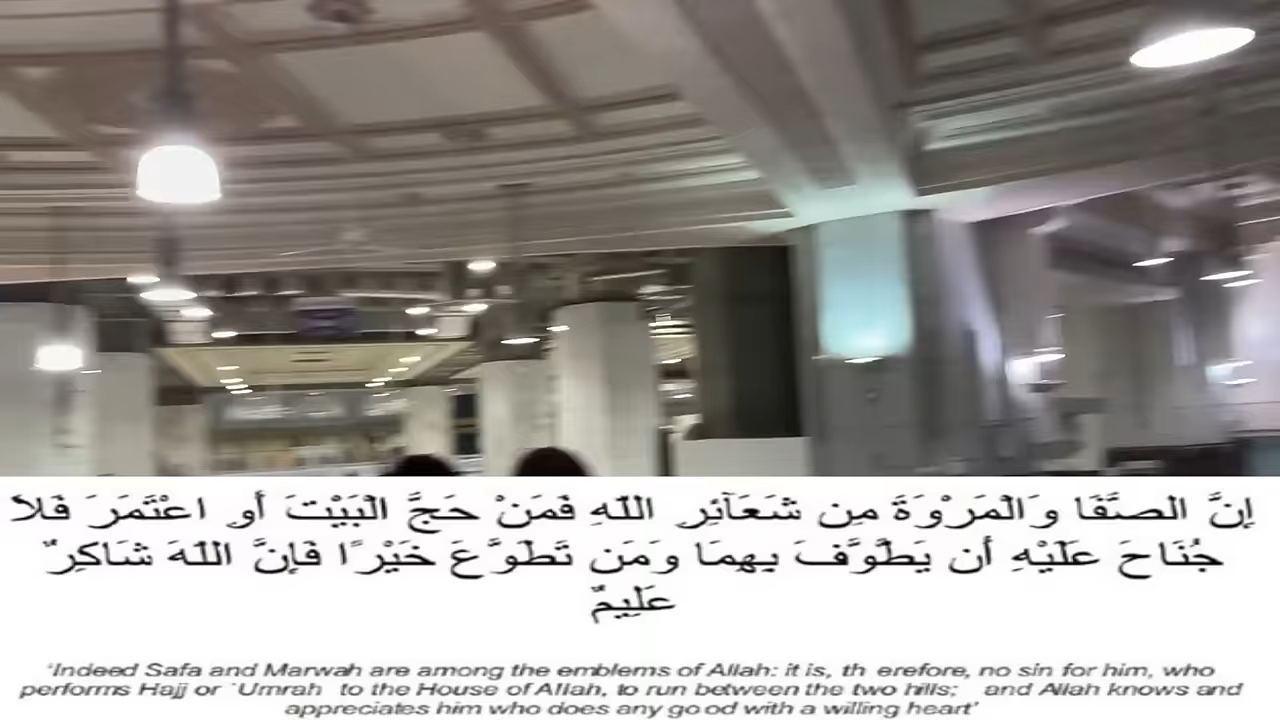 إِنَّ الصَّفَا وَالْمَرْوَةَ مِن شَعَآئِرِ اللّهِ فَمَنْ حَجَّ الْبَيْتَ أَوِ اعْتَمَرَ فَلاَ
جُنَاحَ عَلَيْهِ أَن يَطَّوَّفَ بِهِمَا وَمَن تَطَوَّعَ خَيْرًا فَإِنَّ اللّهَ شَاكِرٌ
عَلِيمٌ
'Indeed Safa and Marwah are among the emblems of Allah: it is, th erefore, no sin for him, who
performs Hajj or `Umrah to the House of Allah, to run between the two hills; and Allah knows and
appreciates him who does any go od with a willing heart'